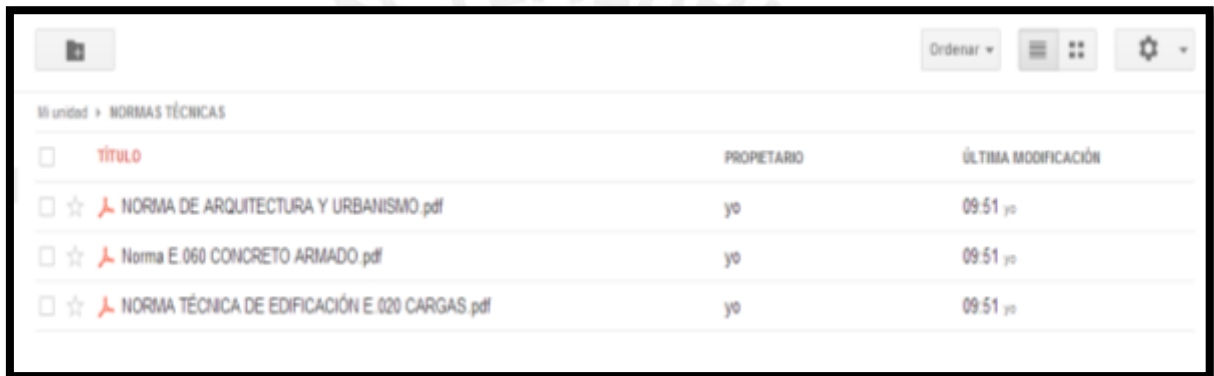 Ordenar
Mi unidad › NORMAS TÉCNICAS
TÍTULO PROPIETARIO ÚLTIMA MODIFICACIÓN
NORMA DE ARQUITECTURA Y URBANISMO.pdf yo 09:51 yo
Norma E.060 CONCRETO ARMADO.pdf yo 09:51 yo
NORMA TÉCNICA DE EDIFICACIÓN E.020 CARGAS.pdf yo 09:51 yo